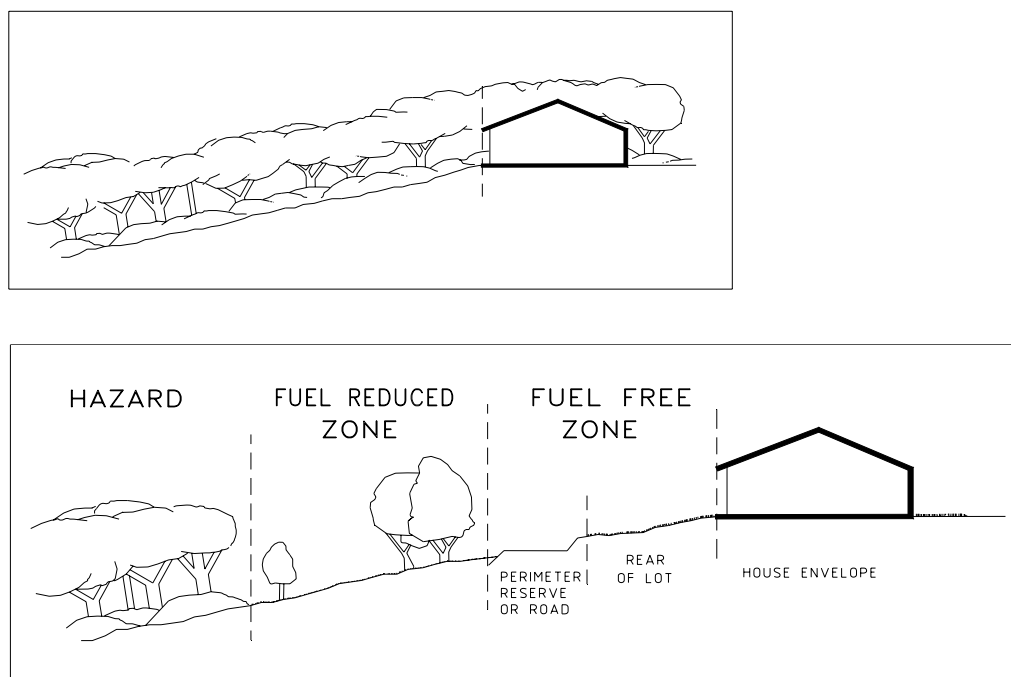 HAZARD
FUEL REDUCED
ZONE
FUEL FREE
ZONE
PERIMETER
RESERVE
OR ROAD
REAR
OF LOT
HOUSE ENVELOPE